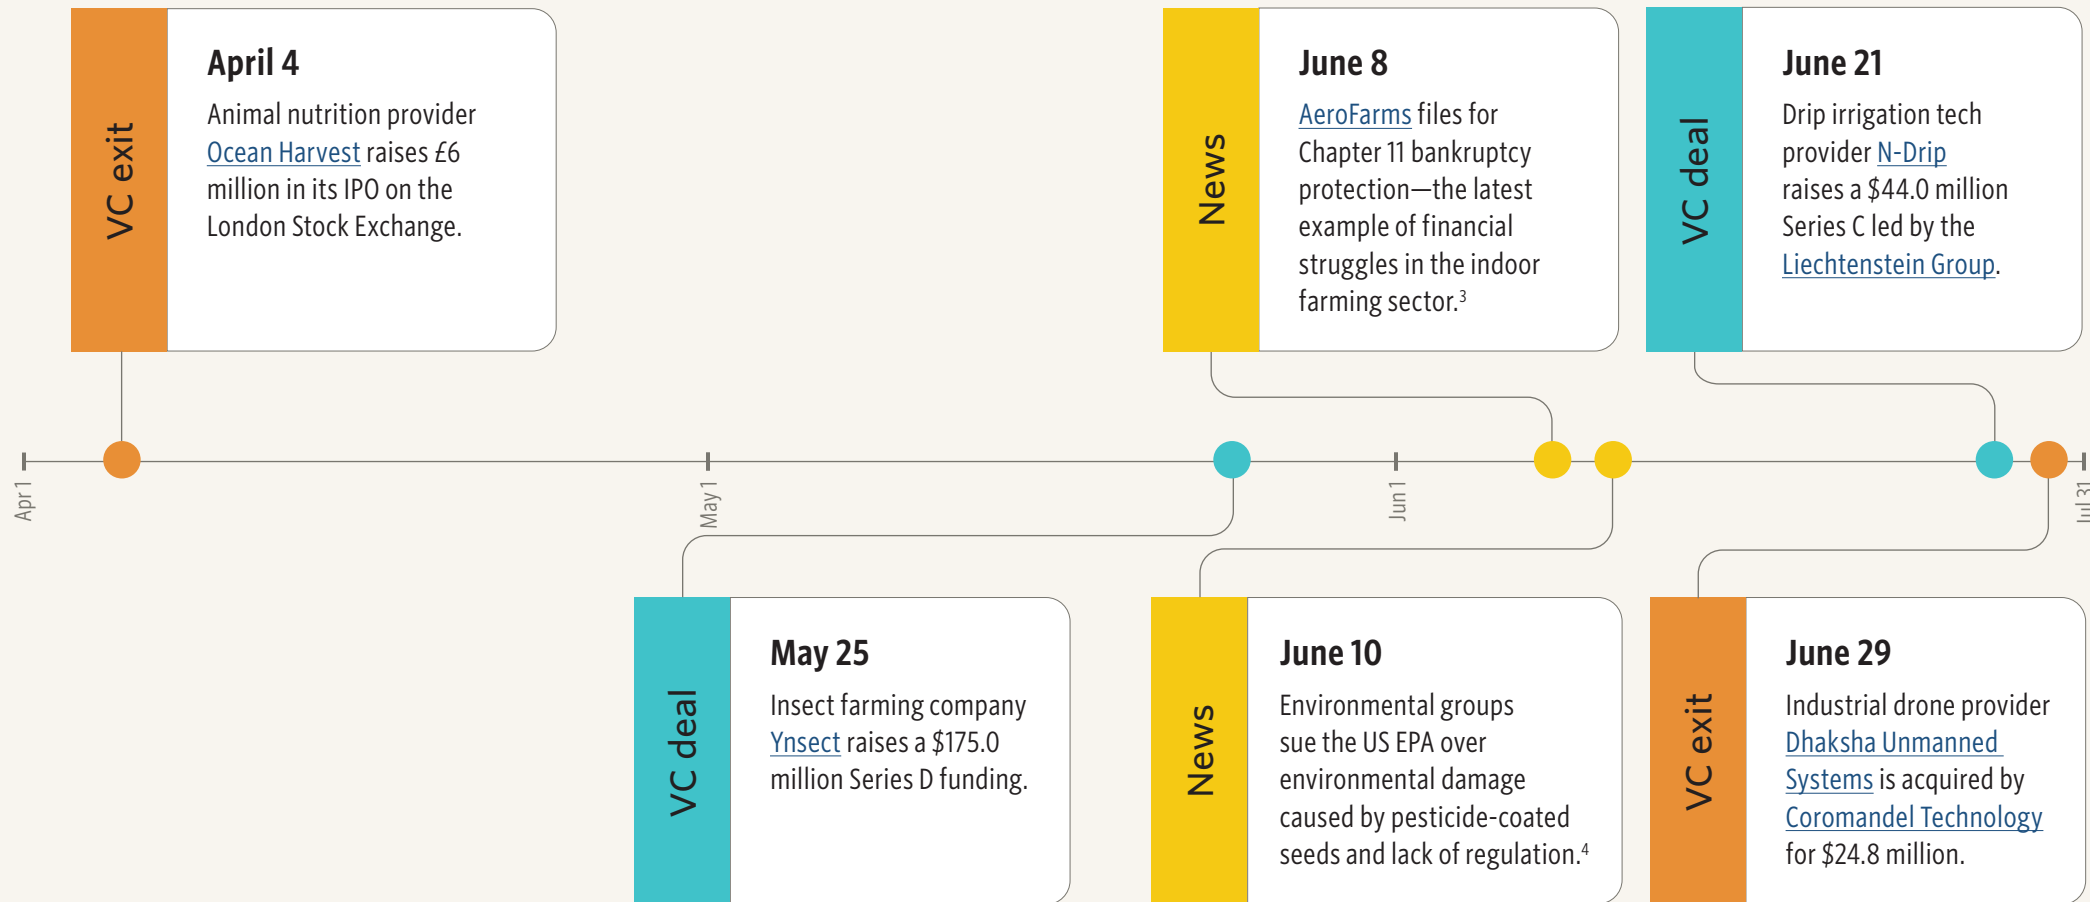 VC exit
April 4
Animal nutrition provider
Ocean Harvest raises £6
million in its IPO on the
London Stock Exchange.
News
June 8
AeroFarms files for
Chapter 11 bankruptcy
protection—the latest
example of financial
struggles in the indoor
farming sector.³
VC deal
June 21
Drip irrigation tech
provider N-Drip
raises a $44.0 million
Series C led by the
Liechtenstein Group.
Apr 1
May 1
Jun 1
Jul 31
VC deal
May 25
Insect farming company
Ynsect raises a $175.0
million Series D funding.
News
June 10
Environmental groups
sue the US EPA over
environmental damage
caused by pesticide-coated
seeds and lack of regulation.⁴
VC exit
June 29
Industrial drone provider
Dhaksha Unmanned
Systems is acquired by
Coromandel Technology
for $24.8 million.